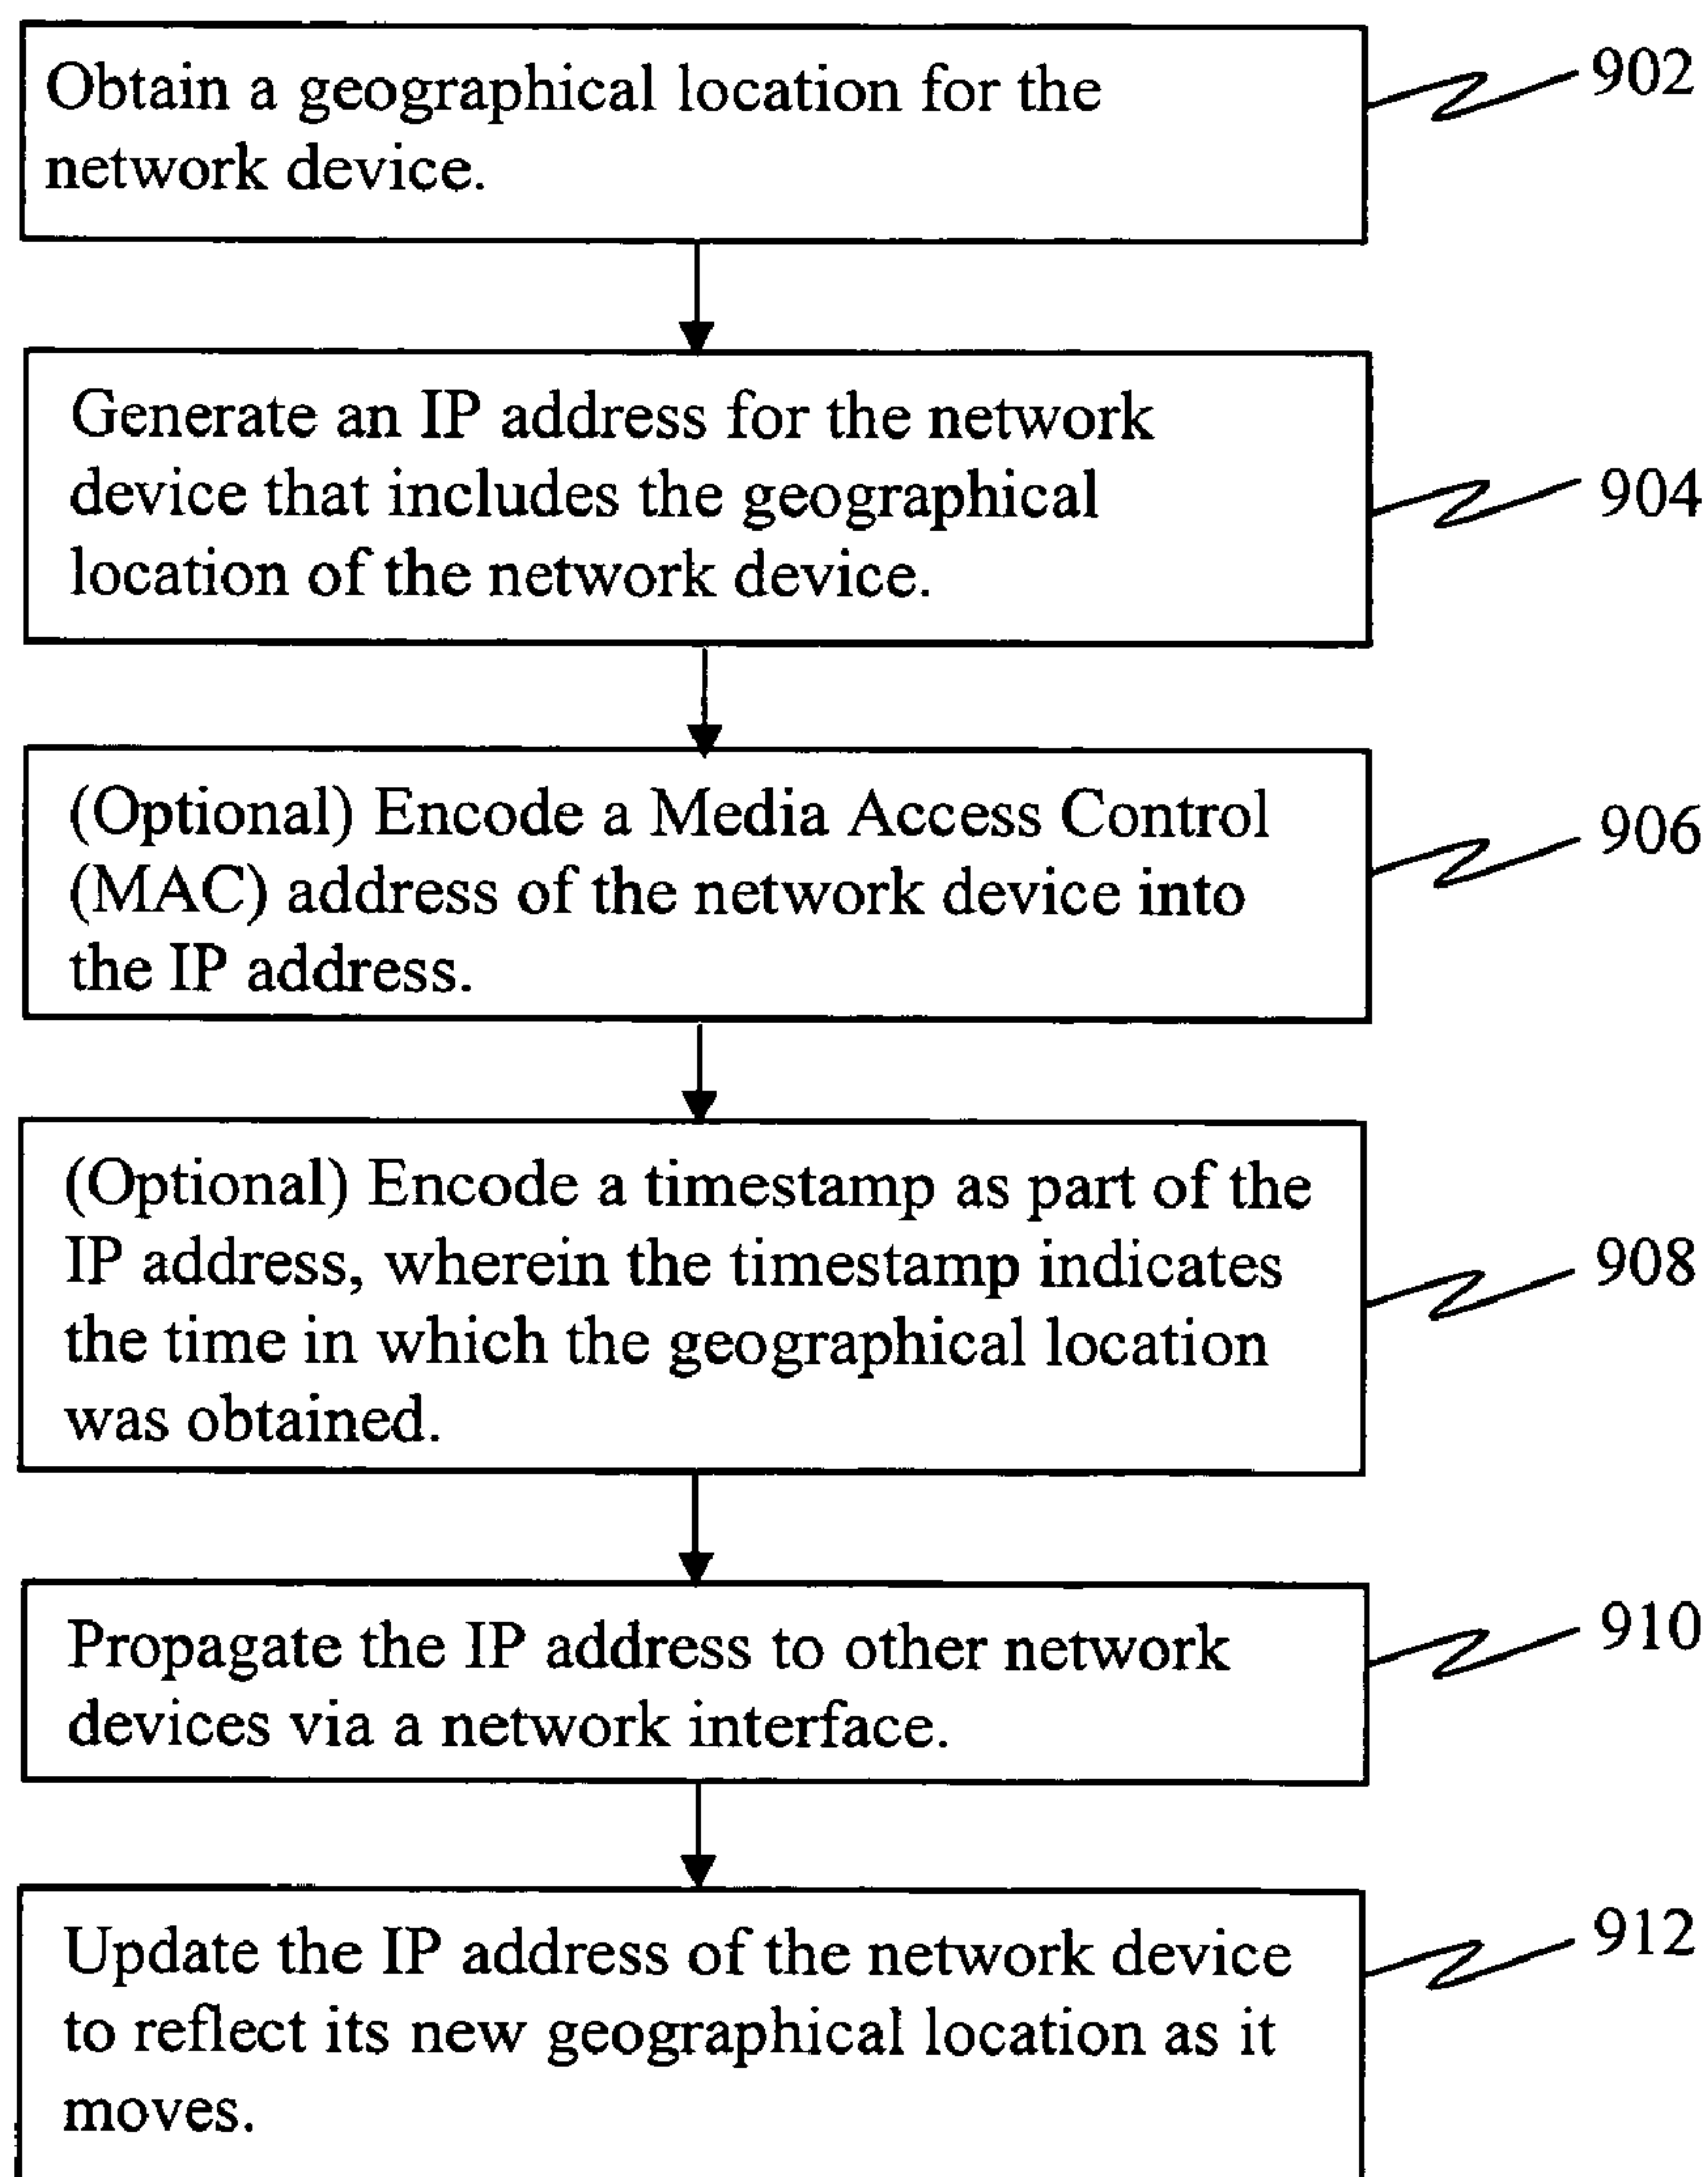 Obtain a geographical location for the
network device.
902
Generate an IP address for the network
device that includes the geographical
location of the network device.
904
(Optional) Encode a Media Access Control
(MAC) address of the network device into
the IP address.
906
(Optional) Encode a timestamp as part of the
IP address, wherein the timestamp indicates
the time in which the geographical location
was obtained.
908
Propagate the IP address to other network
devices via a network interface.
910
Update the IP address of the network device
to reflect its new geographical location as it
moves.
912